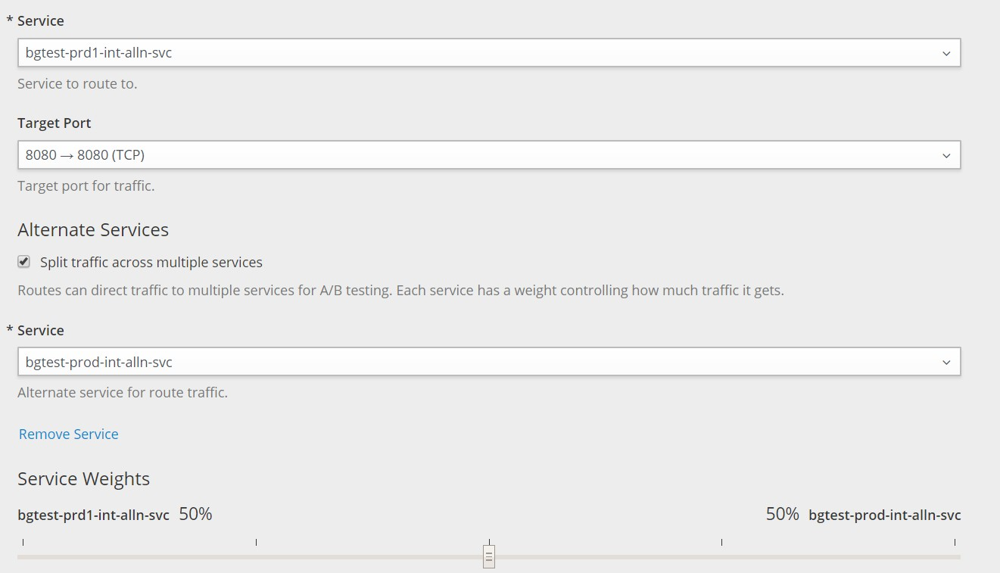 * Service
bgtest-prd1-int-alln-svc
Service to route to.
Target Port
8080 → 8080 (TCP)
Target port for traffic.
Alternate Services
Split traffic across multiple services
Routes can direct traffic to multiple services for A/B testing. Each service has a weight controlling how much traffic it gets.
* Service
bgtest-prod-int-alln-svc
Alternate service for route traffic.
Remove Service
Service Weights
bgtest-prd1-int-alln-svc 50% 50% bgtest-prod-int-alln-svc